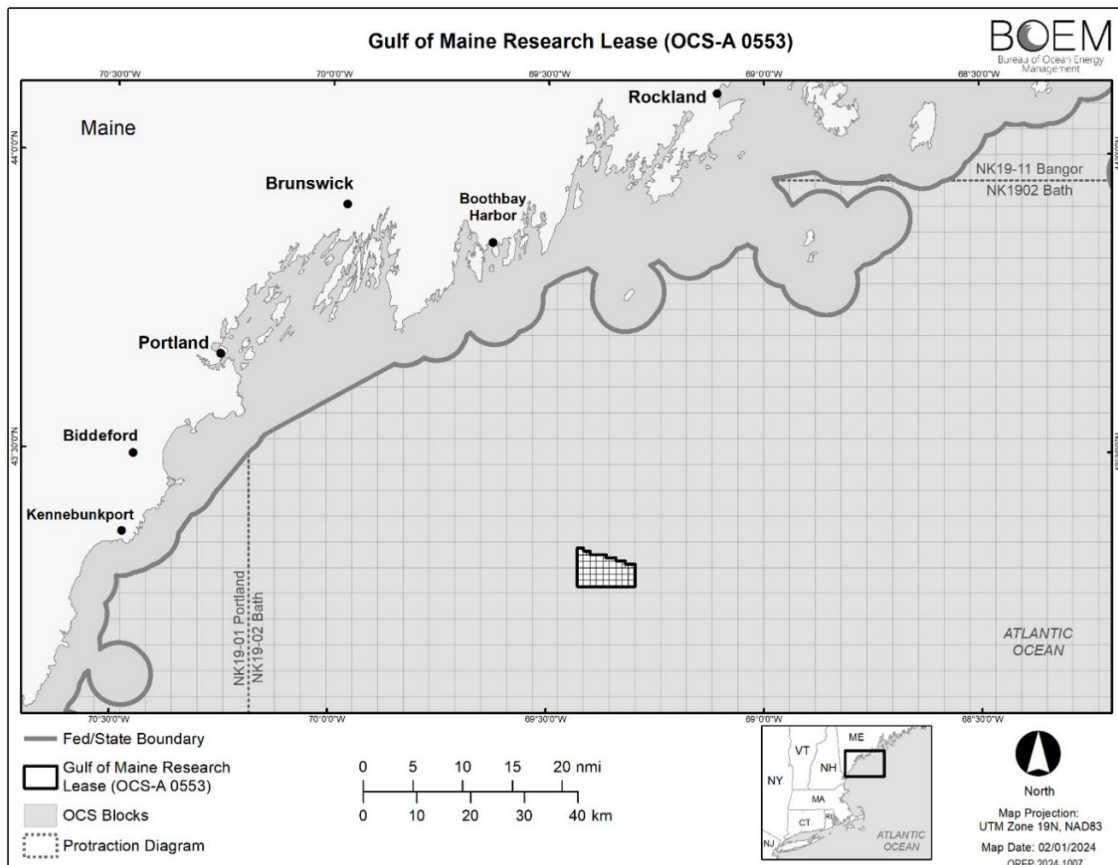 Gulf of Maine Research Lease (OCS-A 0553)
BOEM
Bureau of Ocean Energy
Management
70°30'0"W
70°0'0"W
69°30'0"W
69°0'0"W
68°30'0"W
Maine
Rockland
44°0'0"N
NK19-11 Bangor
NK1902 Bath
Brunswick
Boothbay
Harbor
Portland
Biddeford
43°30'0"N
Kennebunkport
NK19-01 Portland
NK19-02 Bath
ATLANTIC
OCEAN
70°30'0"W
70°0'0"W
69°30'0"W
69°0'0"W
68°30'0"W
Fed/State Boundary
Gulf of Maine Research
Lease (OCS-A 0553)
OCS Blocks
Protraction Diagram
0 5 10 15 20 nmi
0 10 20 30 40 km
ME
VT
NH
NY
MA
CT
RI
NJ
ATLANTIC
OCEAN
North
Map Projection:
UTM Zone 19N, NAD83
Map Date: 02/01/2024
OREP-2024-1007